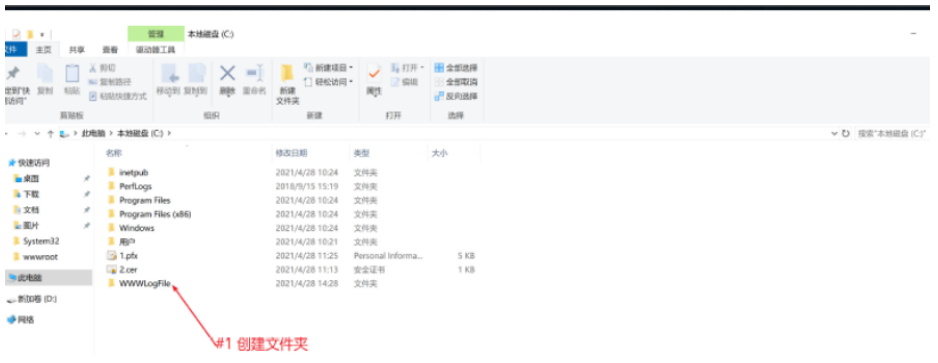 管理 本地磁盘 (C:)
文件 主页 共享 查看 驱动器工具
剪切
复制路径
粘贴快捷方式
复制 粘贴
移动到 复制到 删除 重命名
新建
文件夹
新建项目
轻松访问
属性
打开
编辑
全部选择
全部取消
反向选择
剪贴板 组织 新建 打开 选择
此电脑 > 本地磁盘 (C:) >
搜索"本地磁盘 (C:)"
名称 修改日期 类型 大小
快速访问
桌面
下载
文档
图片
System32
wwwroot
此电脑
新加卷 (D:)
网络
inetpub 2021/4/28 10:24 文件夹
PerfLogs 2018/9/15 15:19 文件夹
Program Files 2021/4/28 10:24 文件夹
Program Files (x86) 2021/4/28 10:24 文件夹
Windows 2021/4/28 10:24 文件夹
用户 2021/4/28 10:21 文件夹
1.pfx 2021/4/28 11:25 Personal Informa... 5 KB
2.cer 2021/4/28 11:13 安全证书 1 KB
WWWLogFile 2021/4/28 14:28 文件夹
#1 创建文件夹